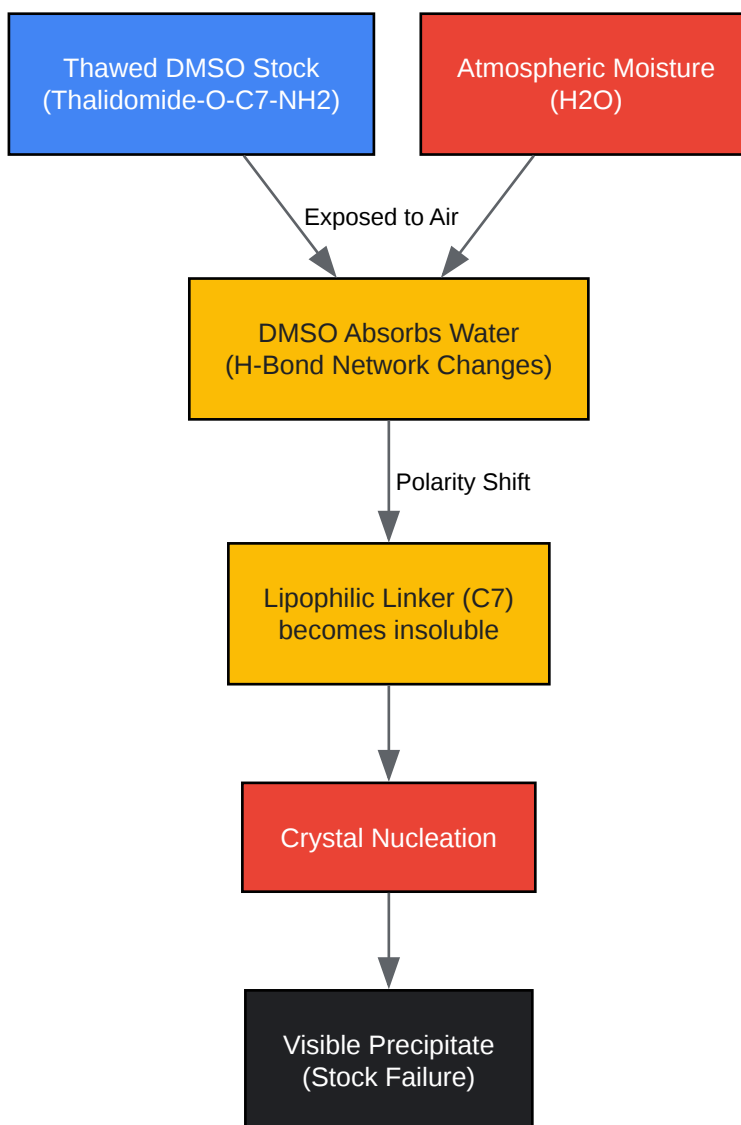 Thawed DMSO Stock
(Thalidomide-O-C7-NH2)
Atmospheric Moisture
(H2O)
Exposed to Air
DMSO Absorbs Water
(H-Bond Network Changes)
Polarity Shift
Lipophilic Linker (C7)
becomes insoluble
Crystal Nucleation
Visible Precipitate
(Stock Failure)